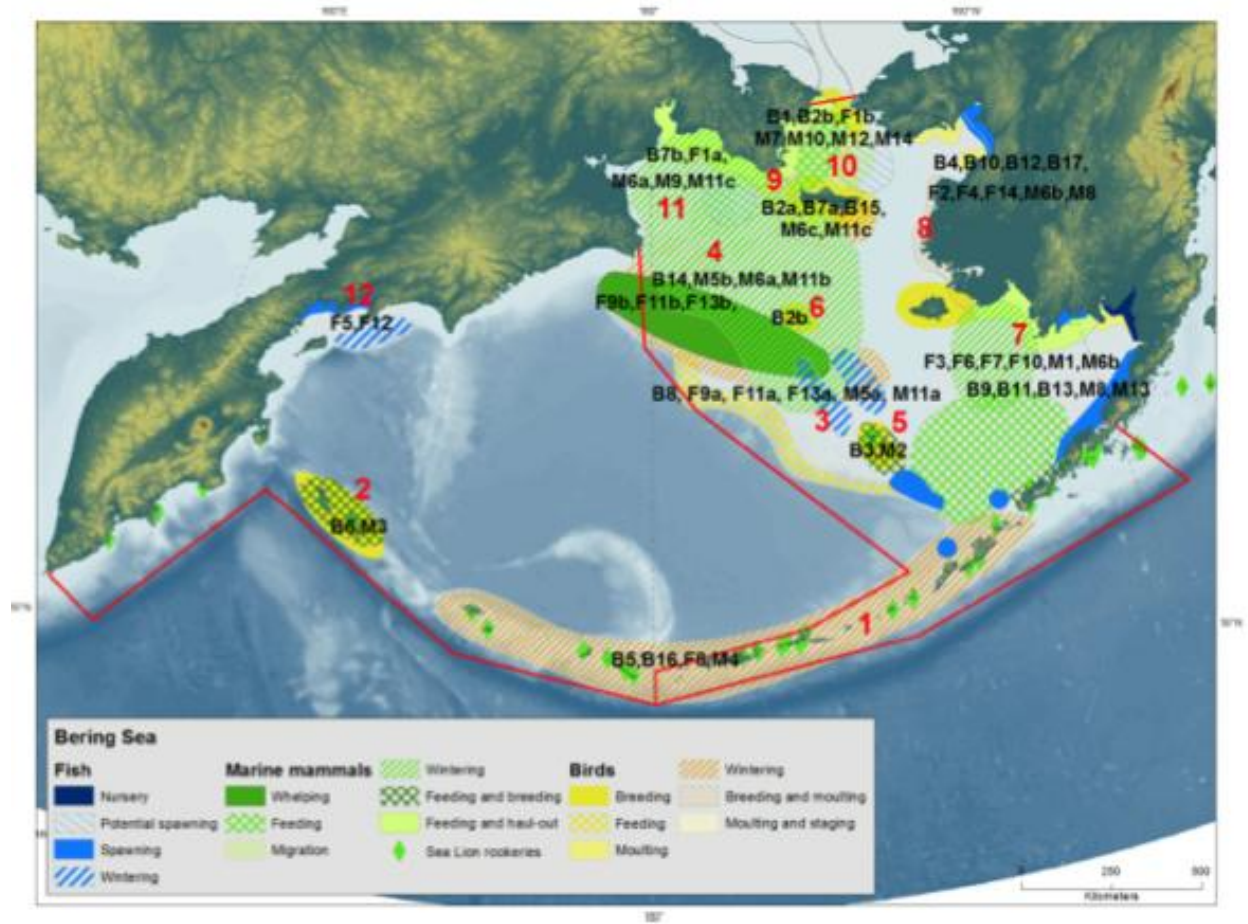 180°
B1,B2b,F1b,
M7,M10,M12,M14
B7b,F1a,
M6a,M9,M11c
10
B4,B10,B12,B17,
F2,F4,F14,M6b,M8
9
11
B2a,B7a,B15,
M6c,M11c
8
4
B14,M5b,M6a,M11b
12
F9b,F11b,F13b,
F5,F12
B2b
6
7
F3,F6,F7,F10,M1,M6b
B9,B11,B13,M8,M13
B8, F9a, F11a, F13a, M5a, M11a
3
5
B3,M2
2
B6,M3
1
B5,B16,F8,M4
Bering Sea
Fish
Nursery
Potential spawning
Spawning
Wintering
Marine mammals
Whelping
Feeding
Migration
Wintering
Feeding and breeding
Feeding and haul-out
Sea Lion rookeries
Birds
Breeding
Feeding
Moulting
Wintering
Breeding and moulting
Moulting and staging
0 250 500
Kilometers
180°